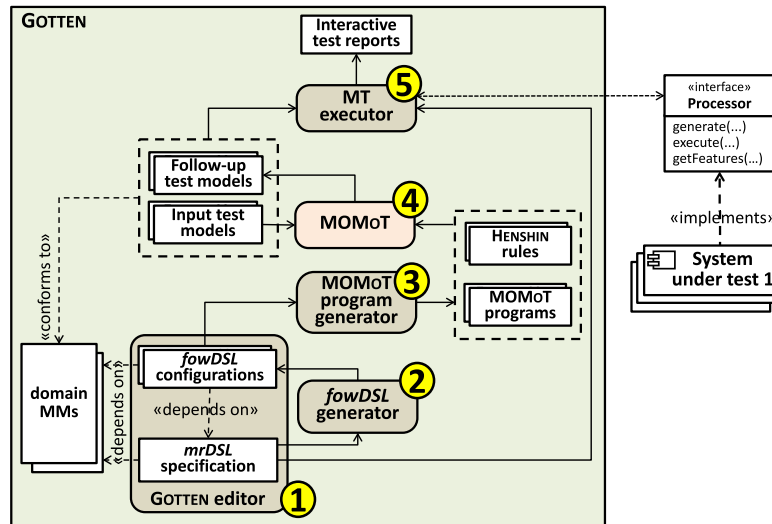 GOTTEN
Interactive
test reports
5
MT
executor
«interface»
Processor
generate(...)
execute(...)
getFeatures(...)
Follow-up
test models
Input test
models
4
MOMOT
HENSHIN
rules
MOMOT
programs
«implements»
System
under test 1
3
MOMOT
program
generator
«conforms to»
fowDSL
configurations
2
fowDSL
generator
domain
MMs
«depends on»
«depends on»
mrDSL
specification
GOTTEN editor
1